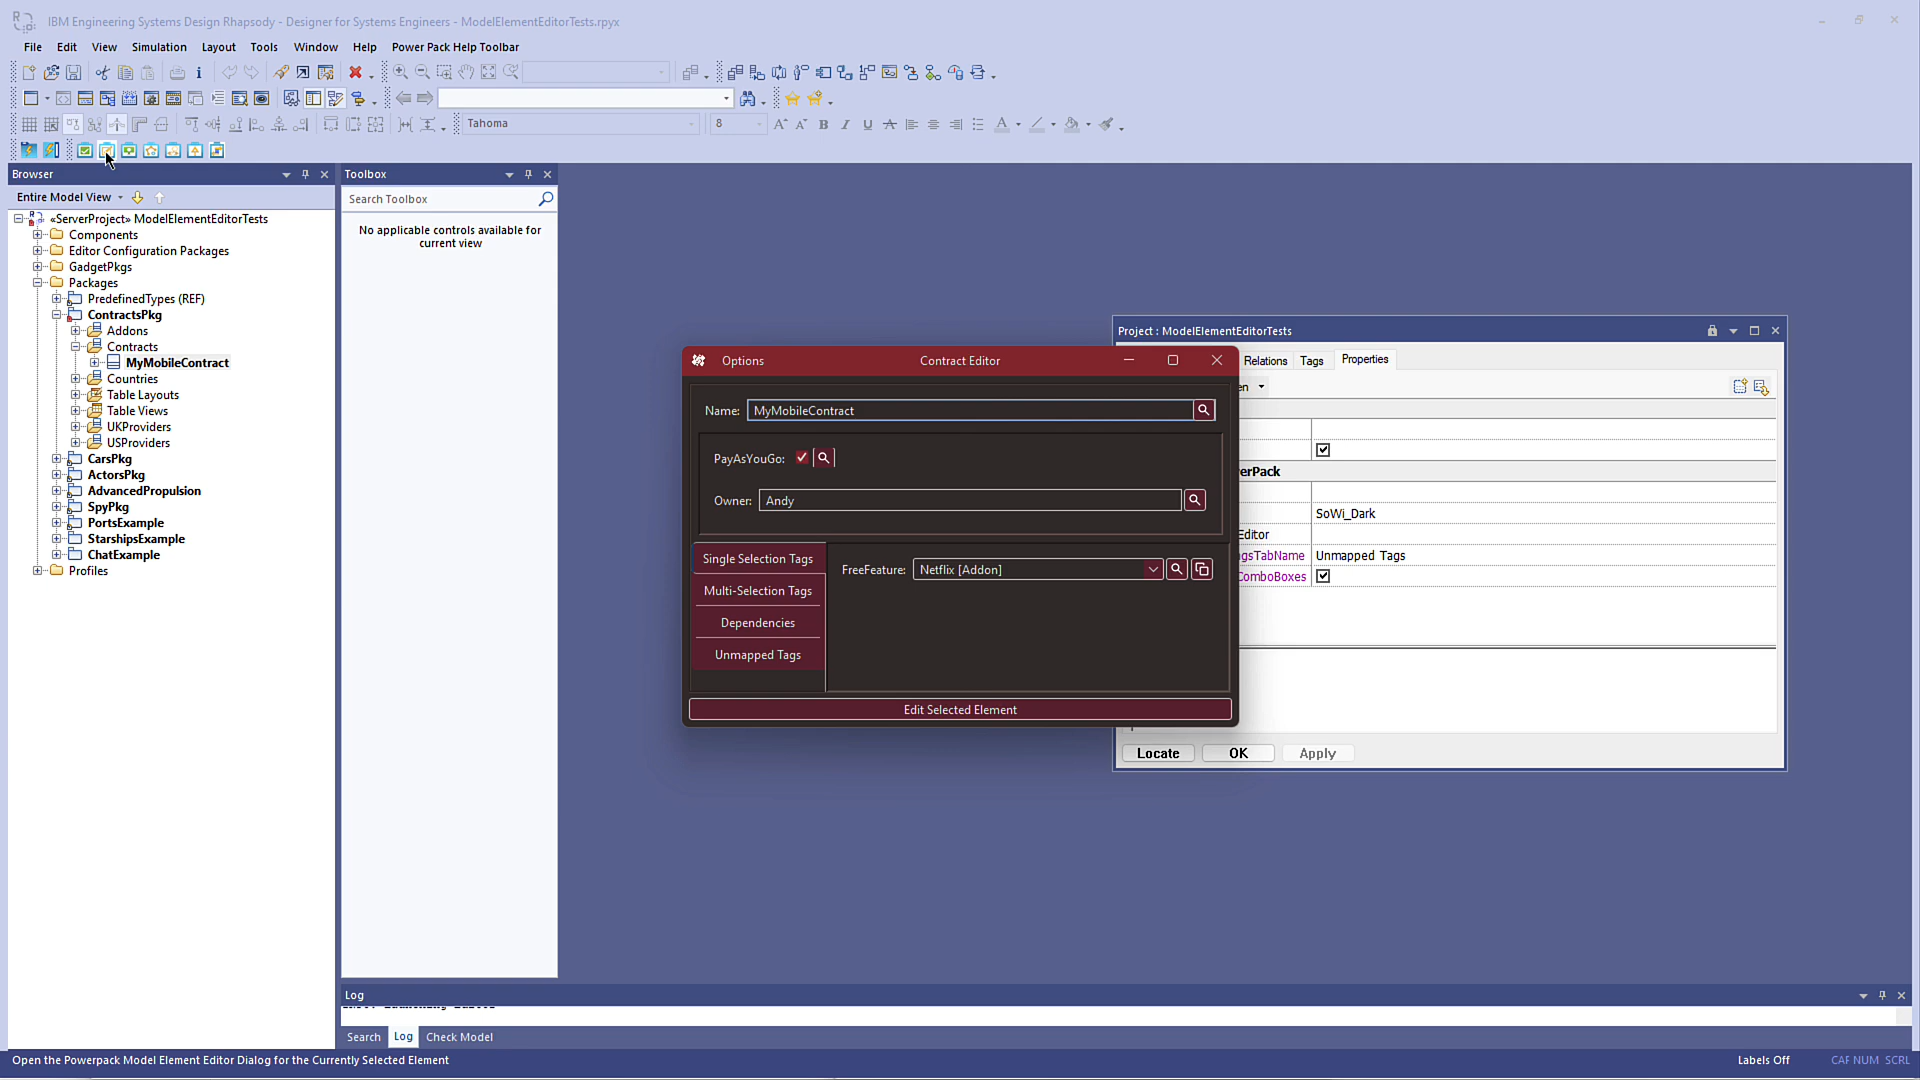 IBM Engineering Systems Design Rhapsody - Designer for Systems Engineers - ModelElementEditorTests.rpyx
File Edit View Simulation Layout Tools Window Help Power Pack Help Toolbar
Tahoma 8
Browser
Entire Model View
«ServerProject» ModelElementEditorTests
Components
Editor Configuration Packages
GadgetPkgs
Packages
PredefinedTypes (REF)
ContractsPkg
Addons
Contracts
MyMobileContract
Countries
Table Layouts
Table Views
UKProviders
USProviders
CarsPkg
ActorsPkg
AdvancedPropulsion
SpyPkg
PortsExample
StarshipsExample
ChatExample
Profiles
Toolbox
Search Toolbox
No applicable controls available for
current view
Options Contract Editor
Name: MyMobileContract
PayAsYouGo:
Owner: Andy
Single Selection Tags
Multi-Selection Tags
Dependencies
Unmapped Tags
FreeFeature: Netflix [Addon]
Edit Selected Element
Project : ModelElementEditorTests
Relations Tags Properties
en
erPack
SoWi_Dark
Editor
gsTabName Unmapped Tags
ComboBoxes
Locate OK Apply
Log
Search Log Check Model
Open the Powerpack Model Element Editor Dialog for the Currently Selected Element
Labels Off
CAP NUM SCRL